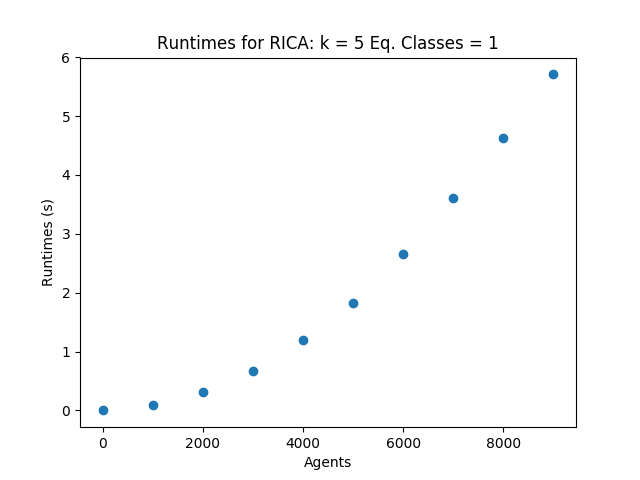 Runtimes for RICA: k = 5 Eq. Classes = 1
6
5
4
3
2
1
0
Runtimes (s)
0 2000 4000 6000 8000
Agents